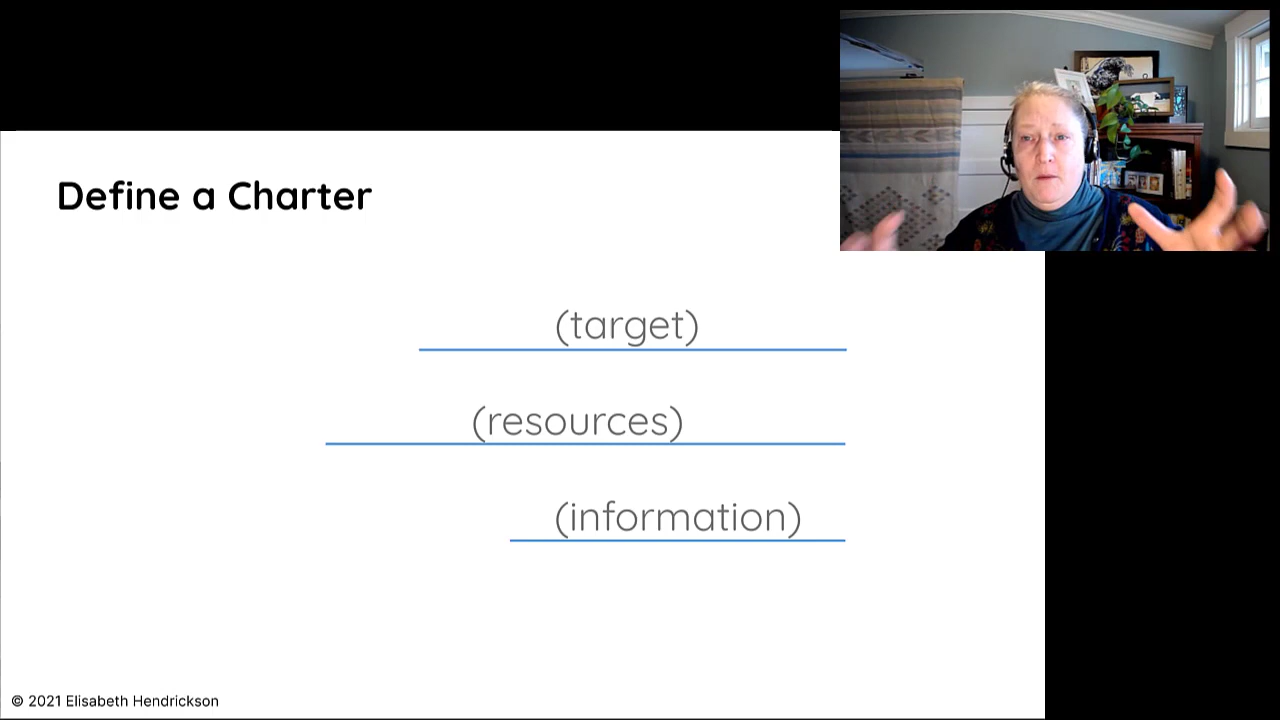 Define a Charter
(target)
(resources)
(information)
© 2021 Elisabeth Hendrickson